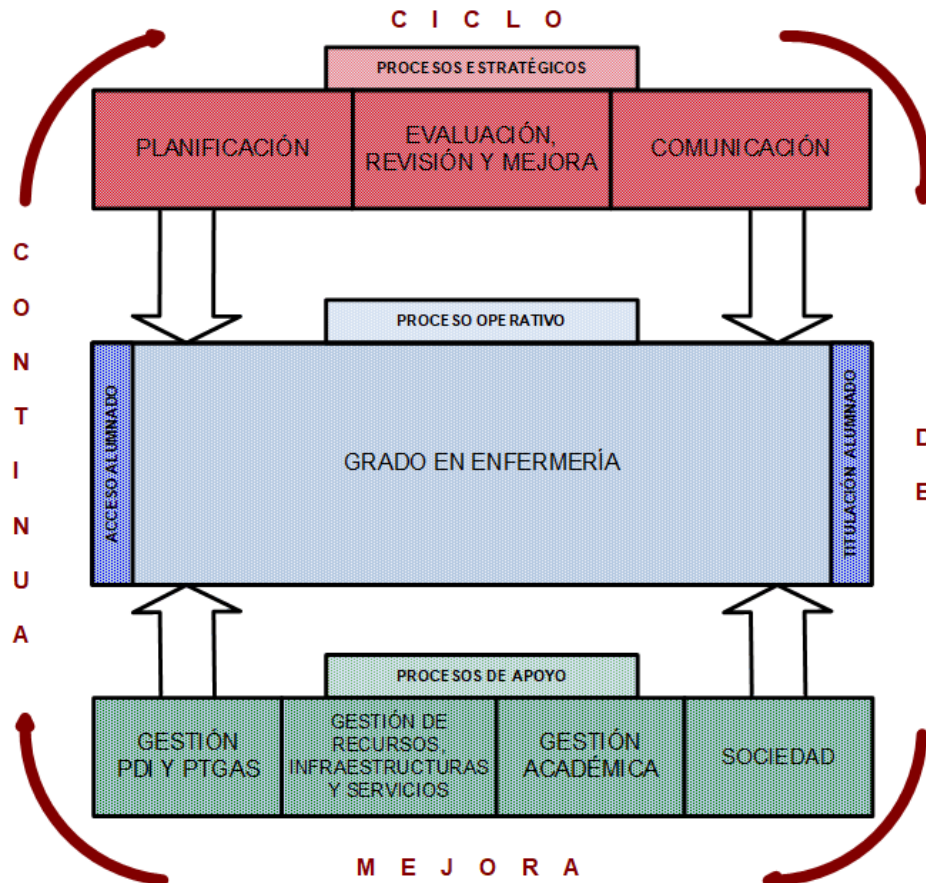 C I C L O
PROCESOS ESTRATÉGICOS
PLANIFICACIÓN
EVALUACIÓN,
REVISIÓN Y MEJORA
COMUNICACIÓN
PROCESO OPERATIVO
ACCESO ALUMNADO
GRADO EN ENFERMERÍA
TITULACIÓN ALUMNADO
D E
PROCESOS DE APOYO
GESTIÓN
PDI Y PTGAS
GESTIÓN DE
RECURSOS,
INFRAESTRUCTURAS
Y SERVICIOS
GESTIÓN
ACADÉMICA
SOCIEDAD
M E J O R A
C O N T I N U A